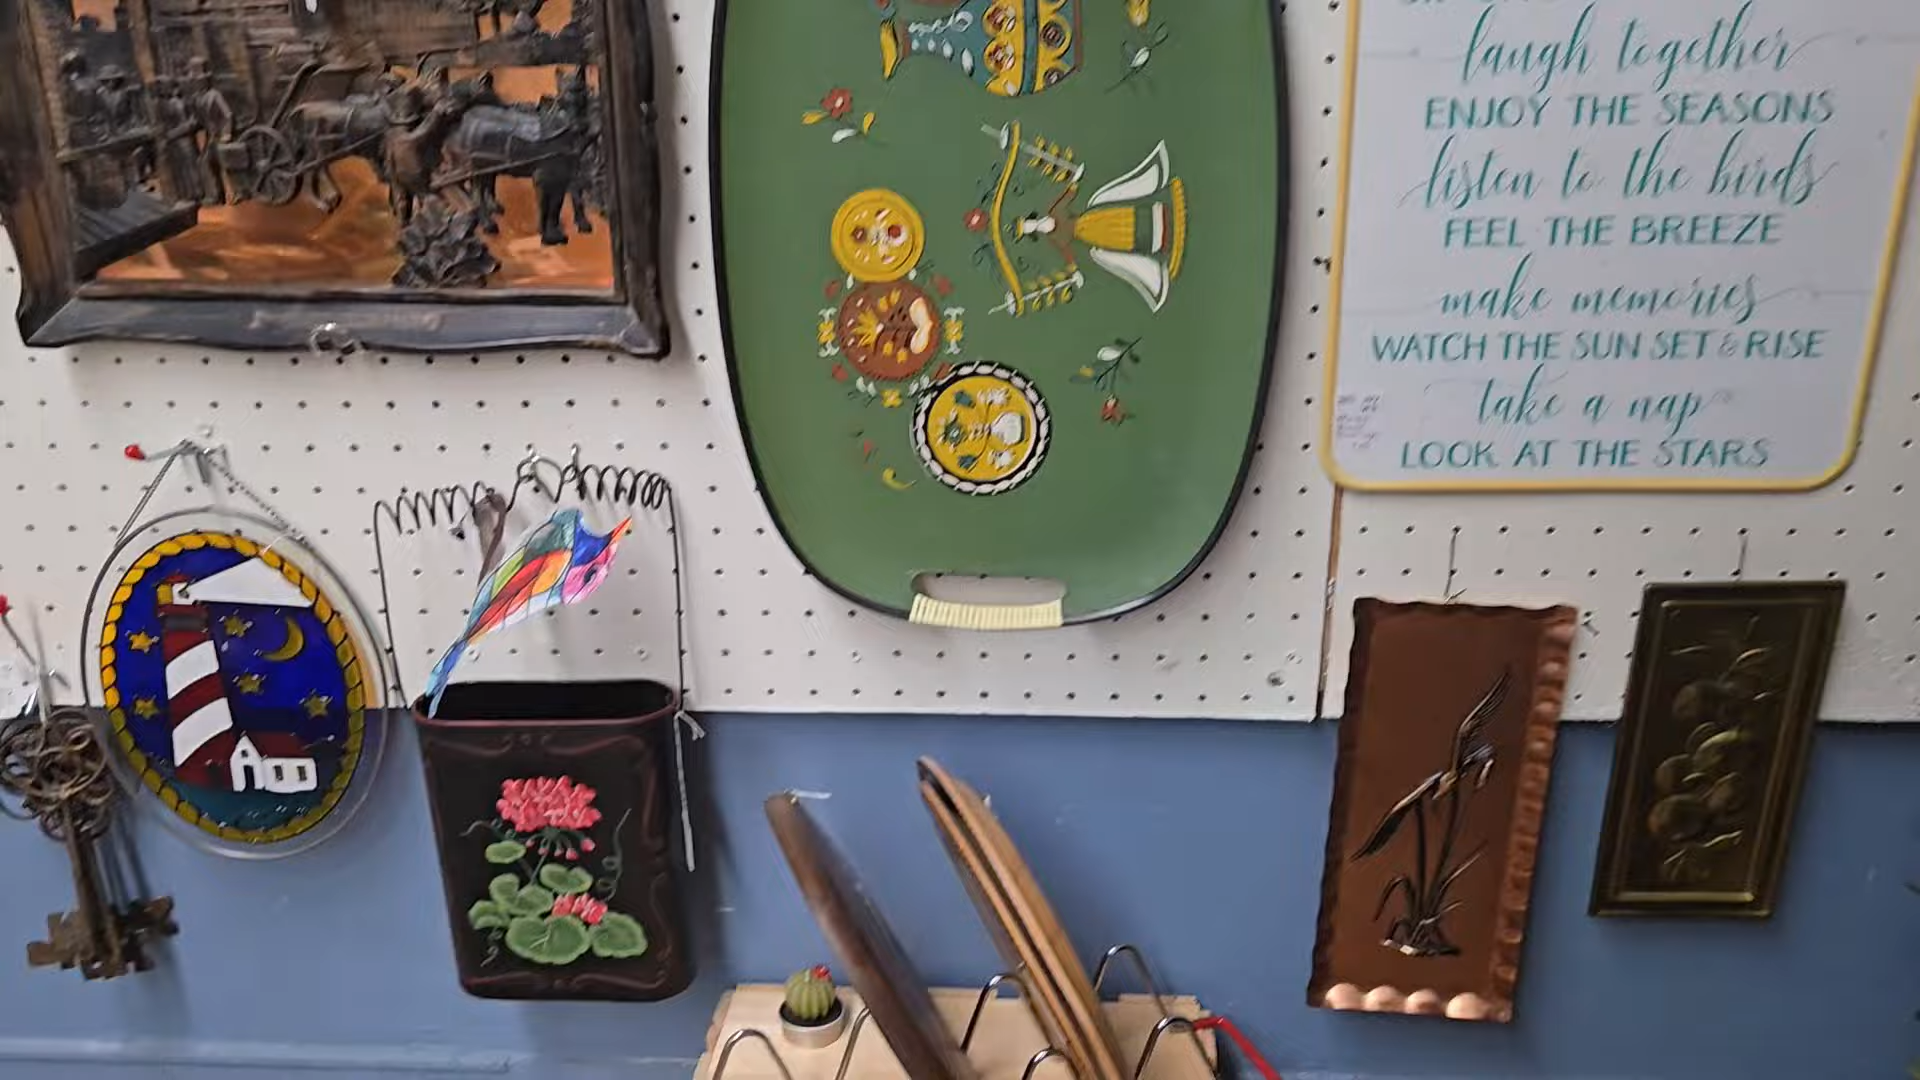 laugh together
ENJOY THE SEASONS
listen to the birds
FEEL THE BREEZE
make memories
WATCH THE SUN SET & RISE
take a nap
LOOK AT THE STARS